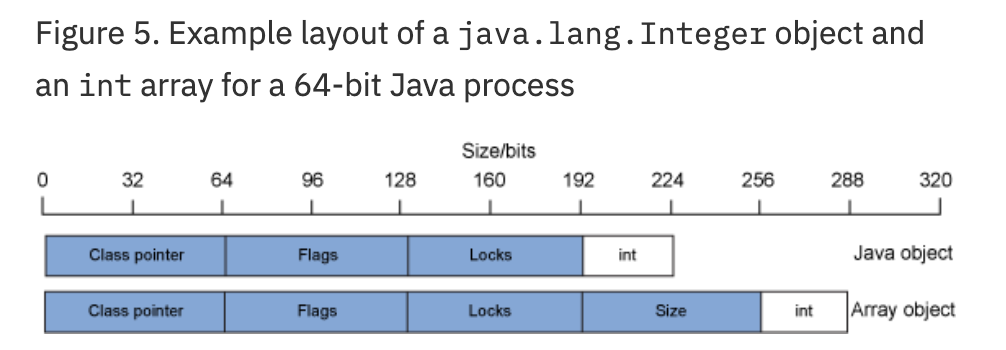 Figure 5. Example layout of a java.lang.Integer object and
an int array for a 64-bit Java process
Size/bits
0 32 64 96 128 160 192 224 256 288 320
Class pointer Flags Locks int Java object
Class pointer Flags Locks Size int Array object